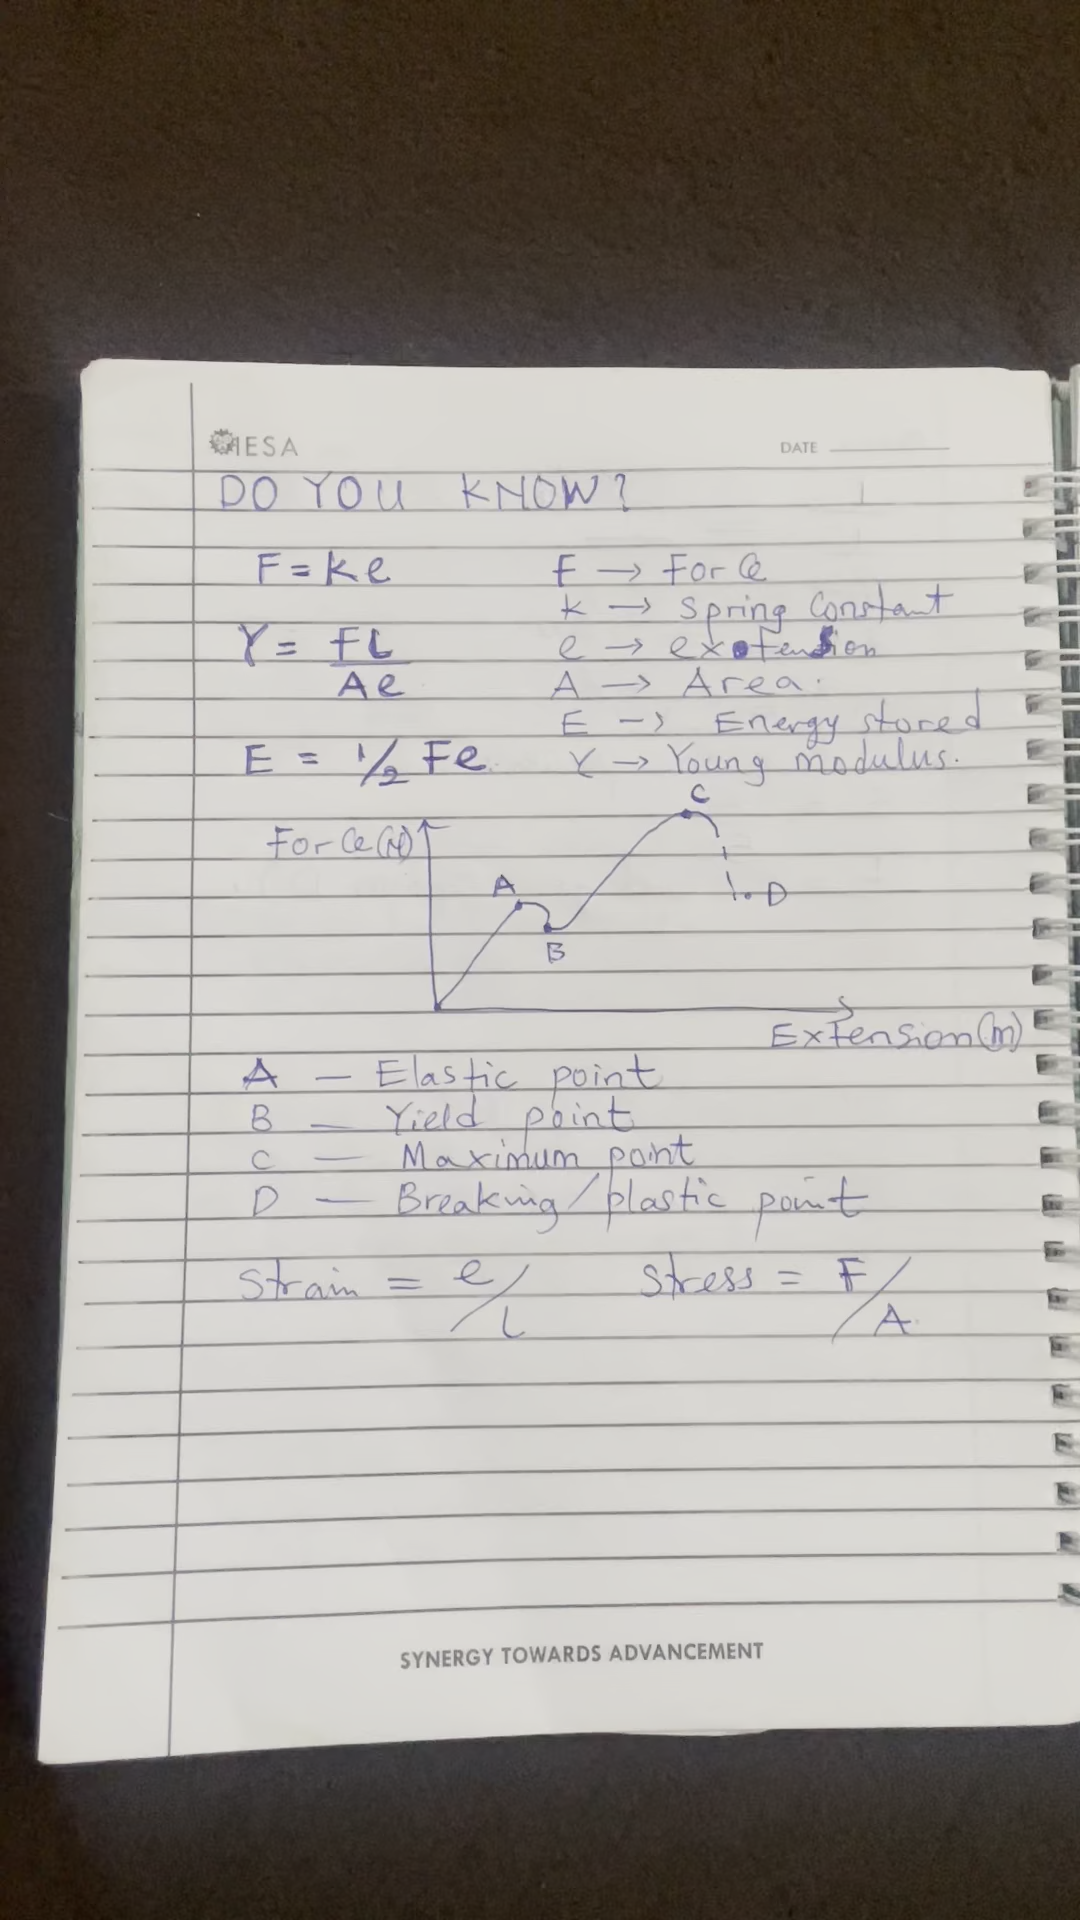 IESA
DATE
DO YOU KNOW?
F = ke
F → Force
k → Spring Constant
Y = FL/Ae
e → extension
A → Area.
E → Energy stored
E = 1/2 Fe
Y → Young modulus.
C
Force (N)
A
D
B
Extension (m)
A – Elastic point
B – Yield point
C – Maximum point
D – Breaking/plastic point
Strain = e/L Stress = F/A
SYNERGY TOWARDS ADVANCEMENT